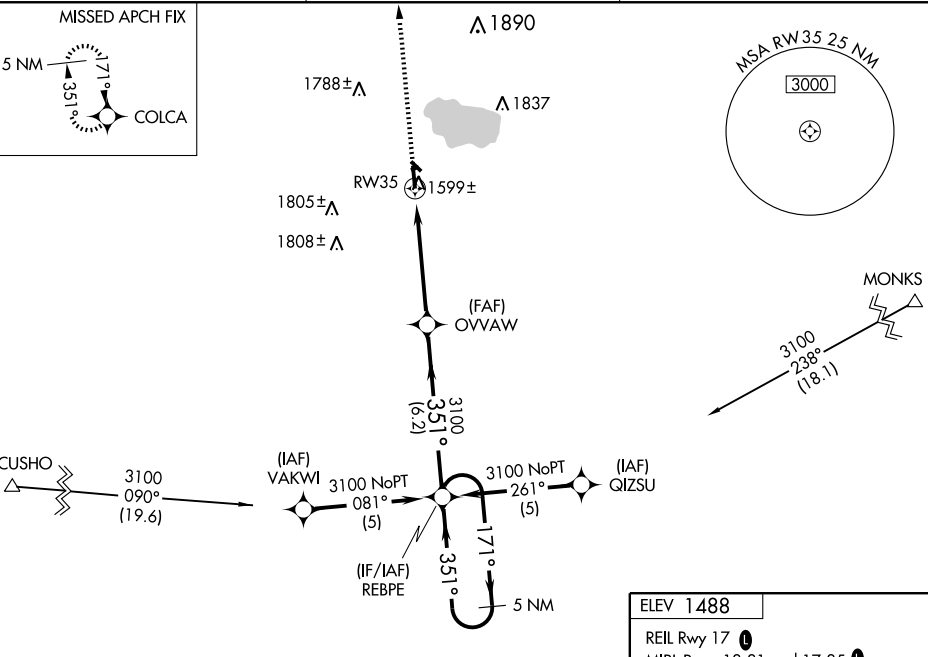 MISSED APCH FIX
5 NM
171°
351°
COLCA
1890
1788±
1837
MSA RW35 25 NM
3000
RW35
1599±
1805±
1808±
(FAF)
OVVAW
MONKS
3100
238°
(18.1)
3100
351°
(6.2)
CUSHO
3100
090°
(19.6)
(IAF)
VAKWI
3100 NoPT
081°
(5)
3100 NoPT
261°
(5)
(IAF)
QIZSU
(IF/IAF)
REBPE
351°
171°
5 NM
ELEV 1488
REIL Rwy 17 L